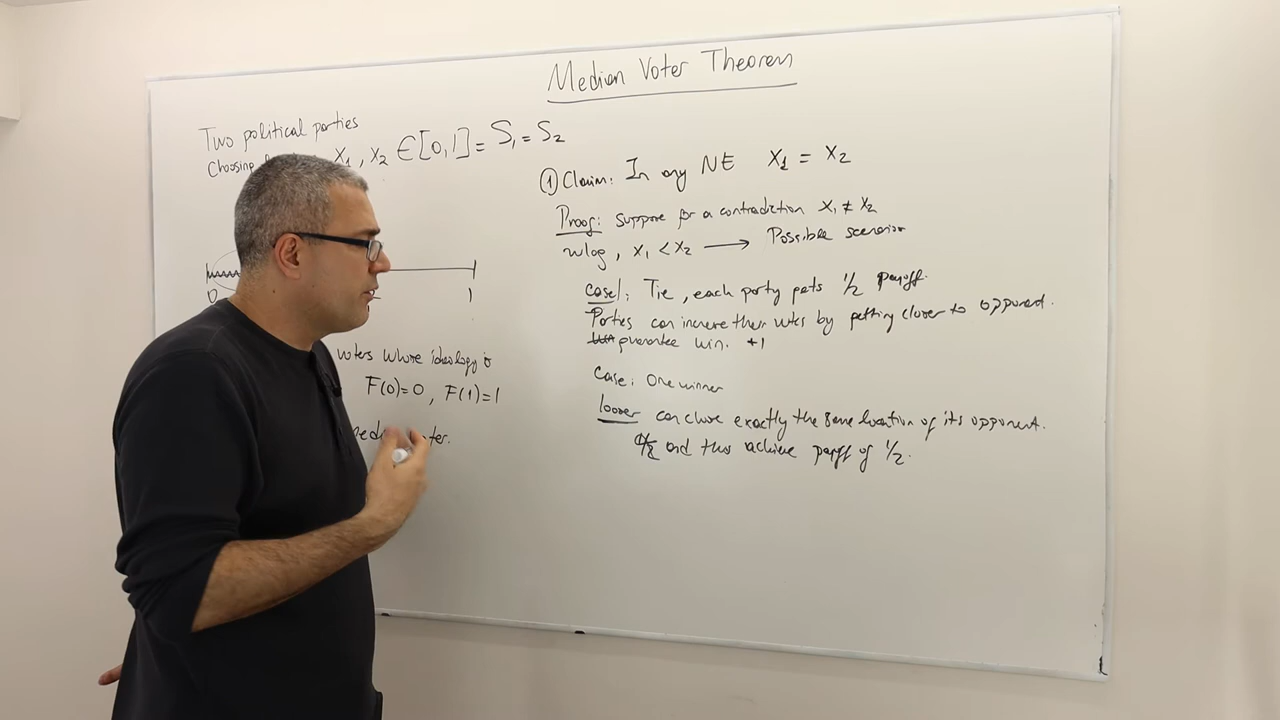 Median Voter Theorem
Two political parties
Choosing
x1, x2 ∈ [0,1] = S1 = S2
0
1
voters whose ideology is
F(0)=0, F(1)=1
① Claim: In any NE x1 = x2
Proof: Suppose for a contradiction x1 ≠ x2
wlog, x1 < x2 → Possible scenarios
case1: Tie, each party gets 1/2 payoff.
Parties can increase their votes by getting closer to opponent.
guarantee win. +1
Case: One winner
looser can chose exactly the same location of its opponent.
and thus achieve payoff of 1/2.